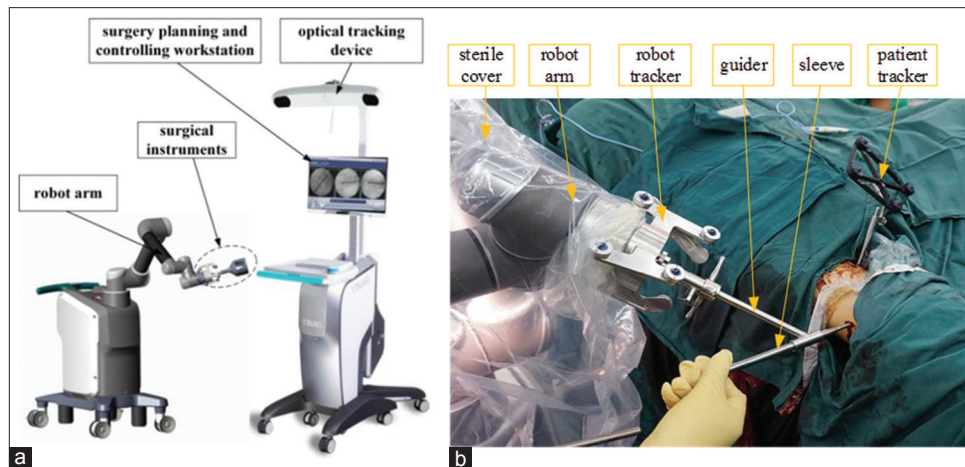 surgery planning and
controlling workstation
optical tracking
device
surgical
instruments
robot arm
a
sterile
cover
robot
arm
robot
tracker
guider
sleeve
patient
tracker
b